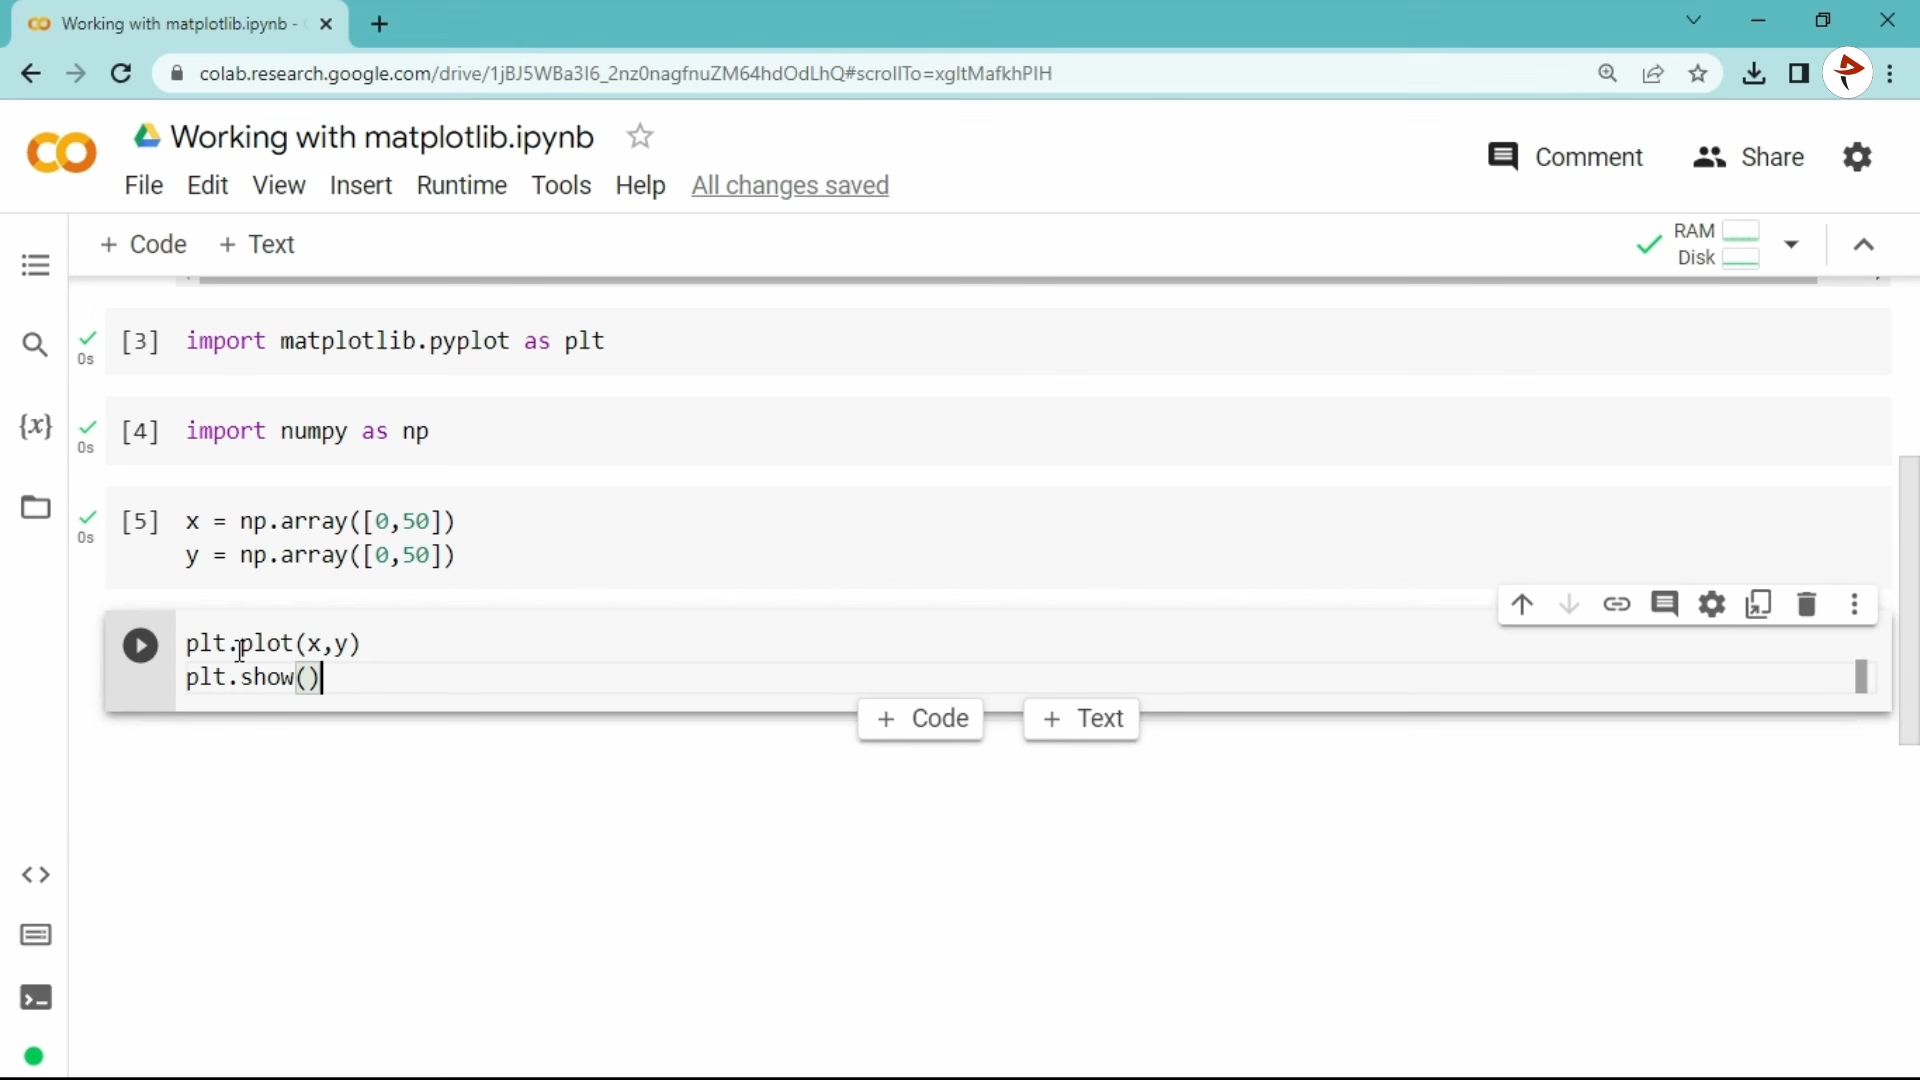 Working with matplotlib.ipynb -
colab.research.google.com/drive/1jBJ5WBa3I6_2nz0nagfnuZM64hdOdLhQ#scrollTo=xgItMafkhPIH
Working with matplotlib.ipynb
Comment
Share
File Edit View Insert Runtime Tools Help All changes saved
+ Code + Text
RAM
Disk
[3] import matplotlib.pyplot as plt
0s
[4] import numpy as np
0s
[5] x = np.array([0,50])
0s
y = np.array([0,50])
plt.plot(x,y)
plt.show()
+ Code + Text
{x}